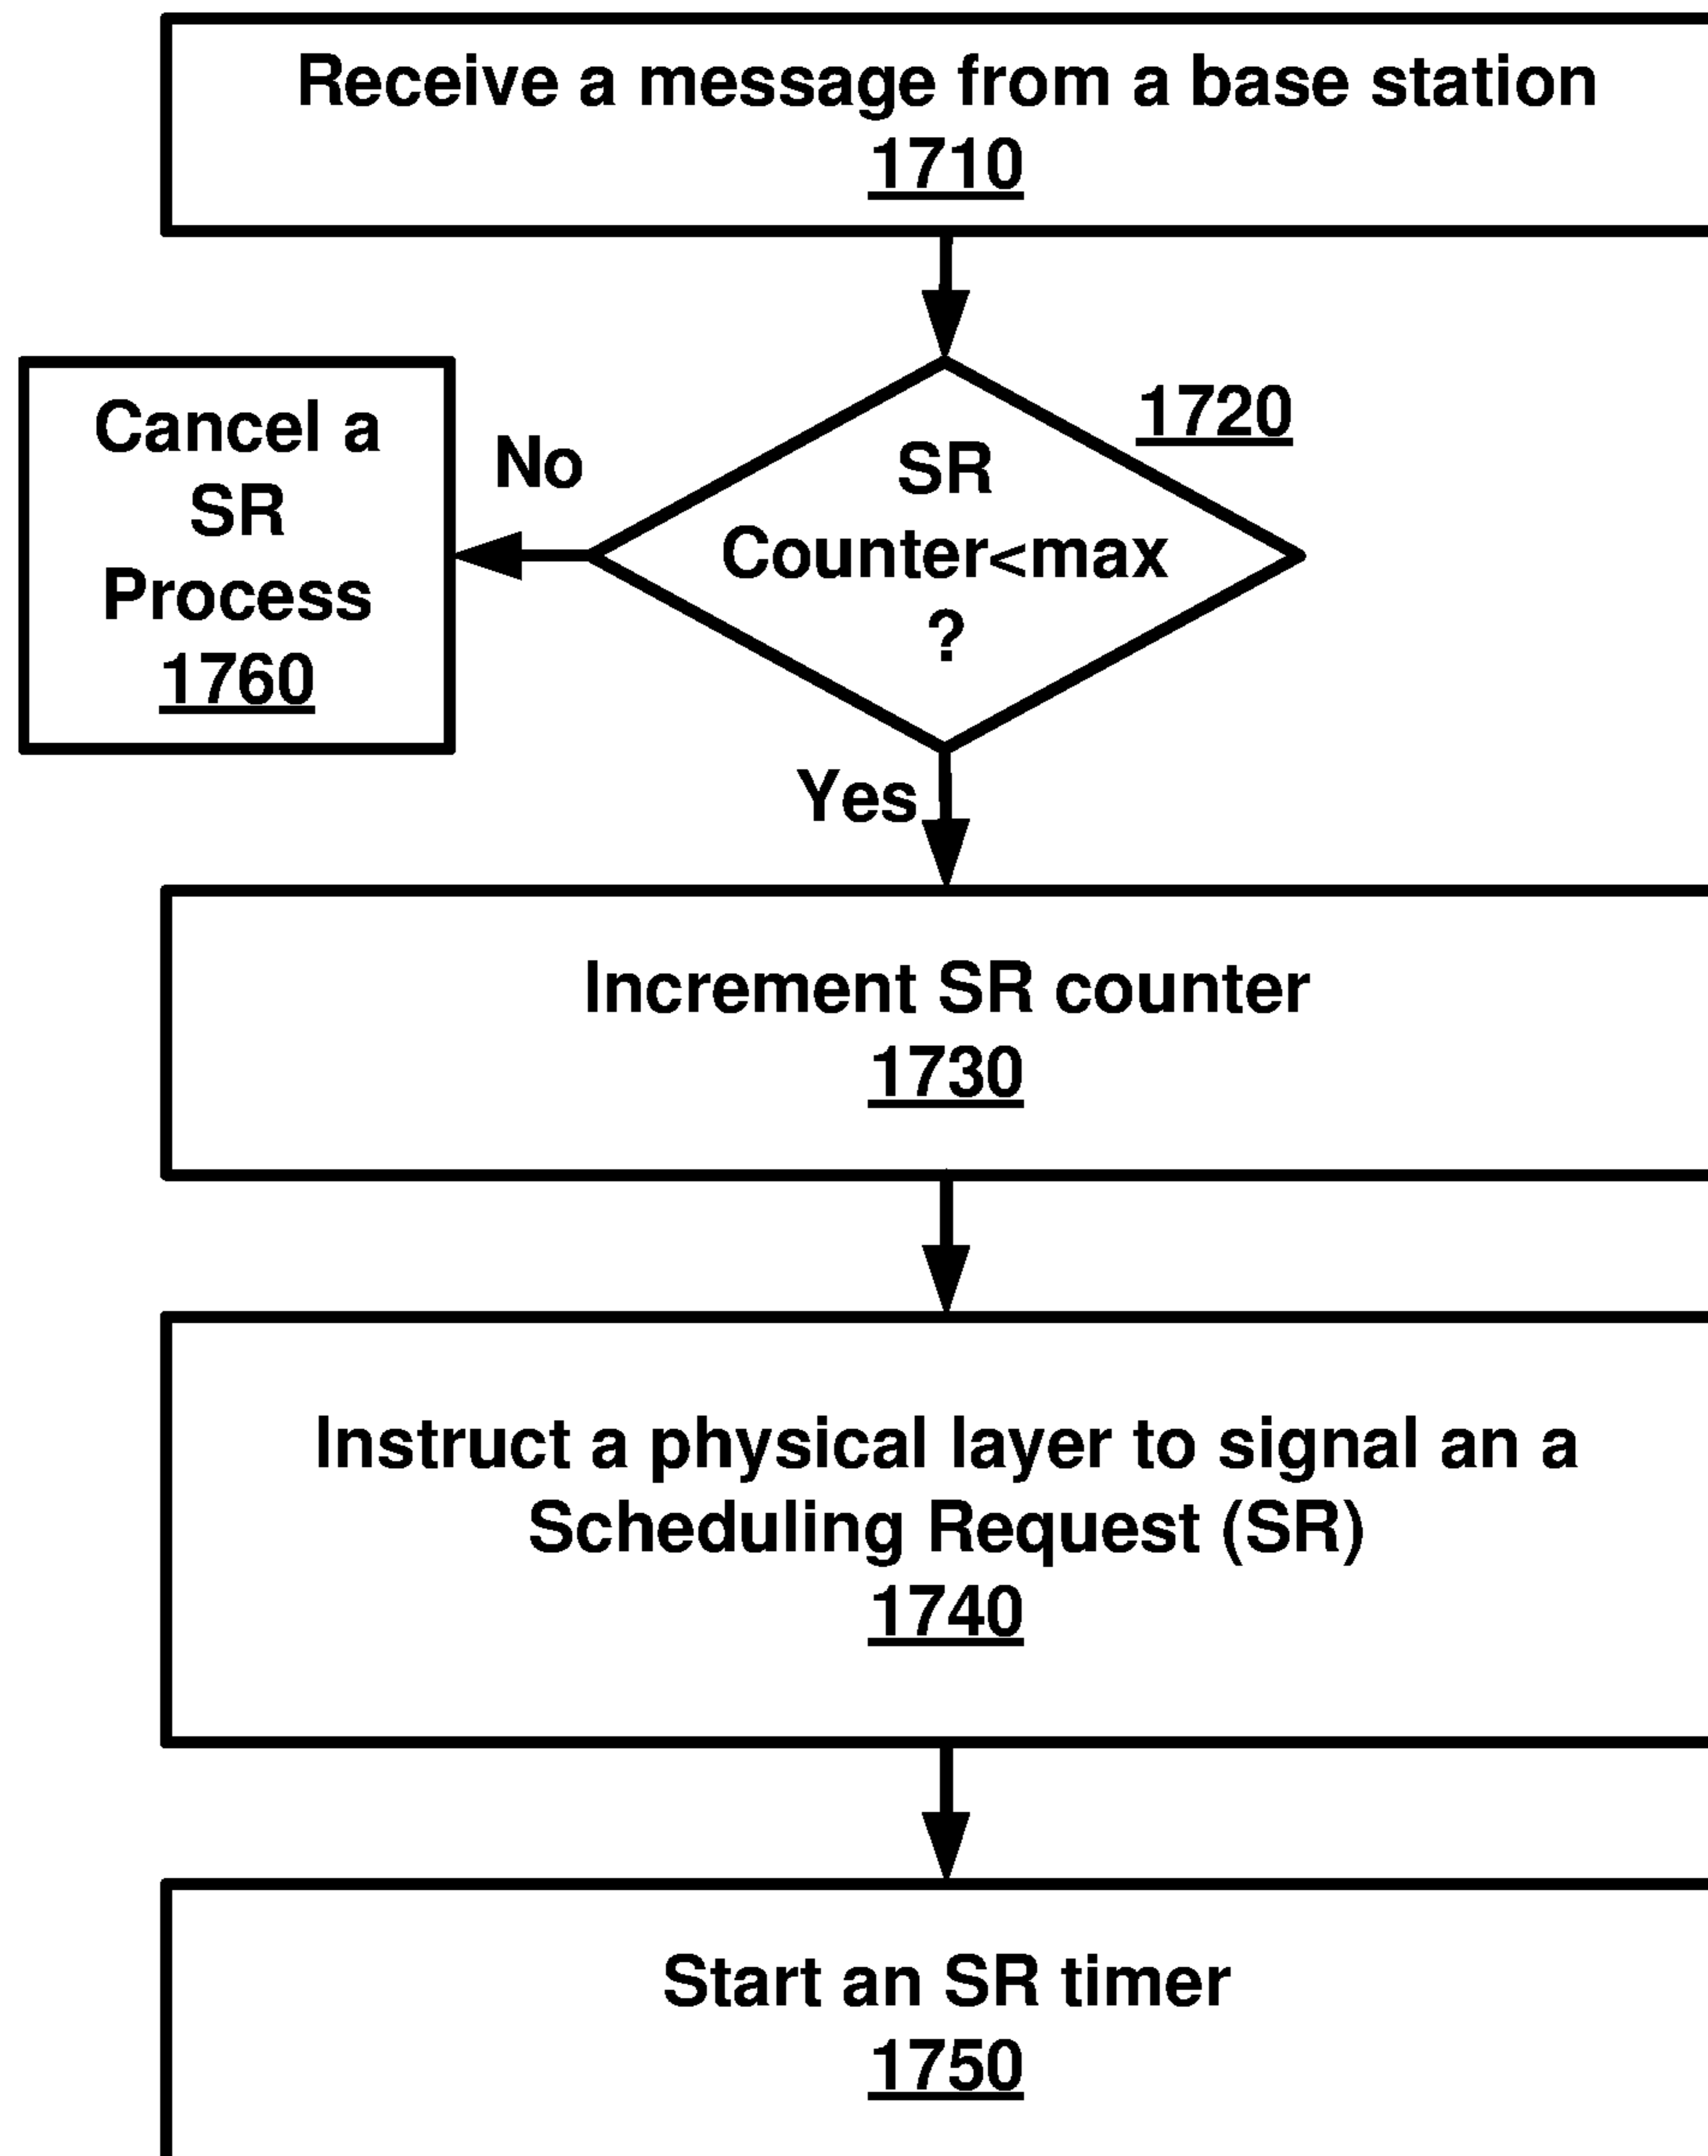 Receive a message from a base station
1710
1720
SR
Counter<max
?
No
Cancel a
SR
Process
1760
Yes
Increment SR counter
1730
Instruct a physical layer to signal an a
Scheduling Request (SR)
1740
Start an SR timer
1750